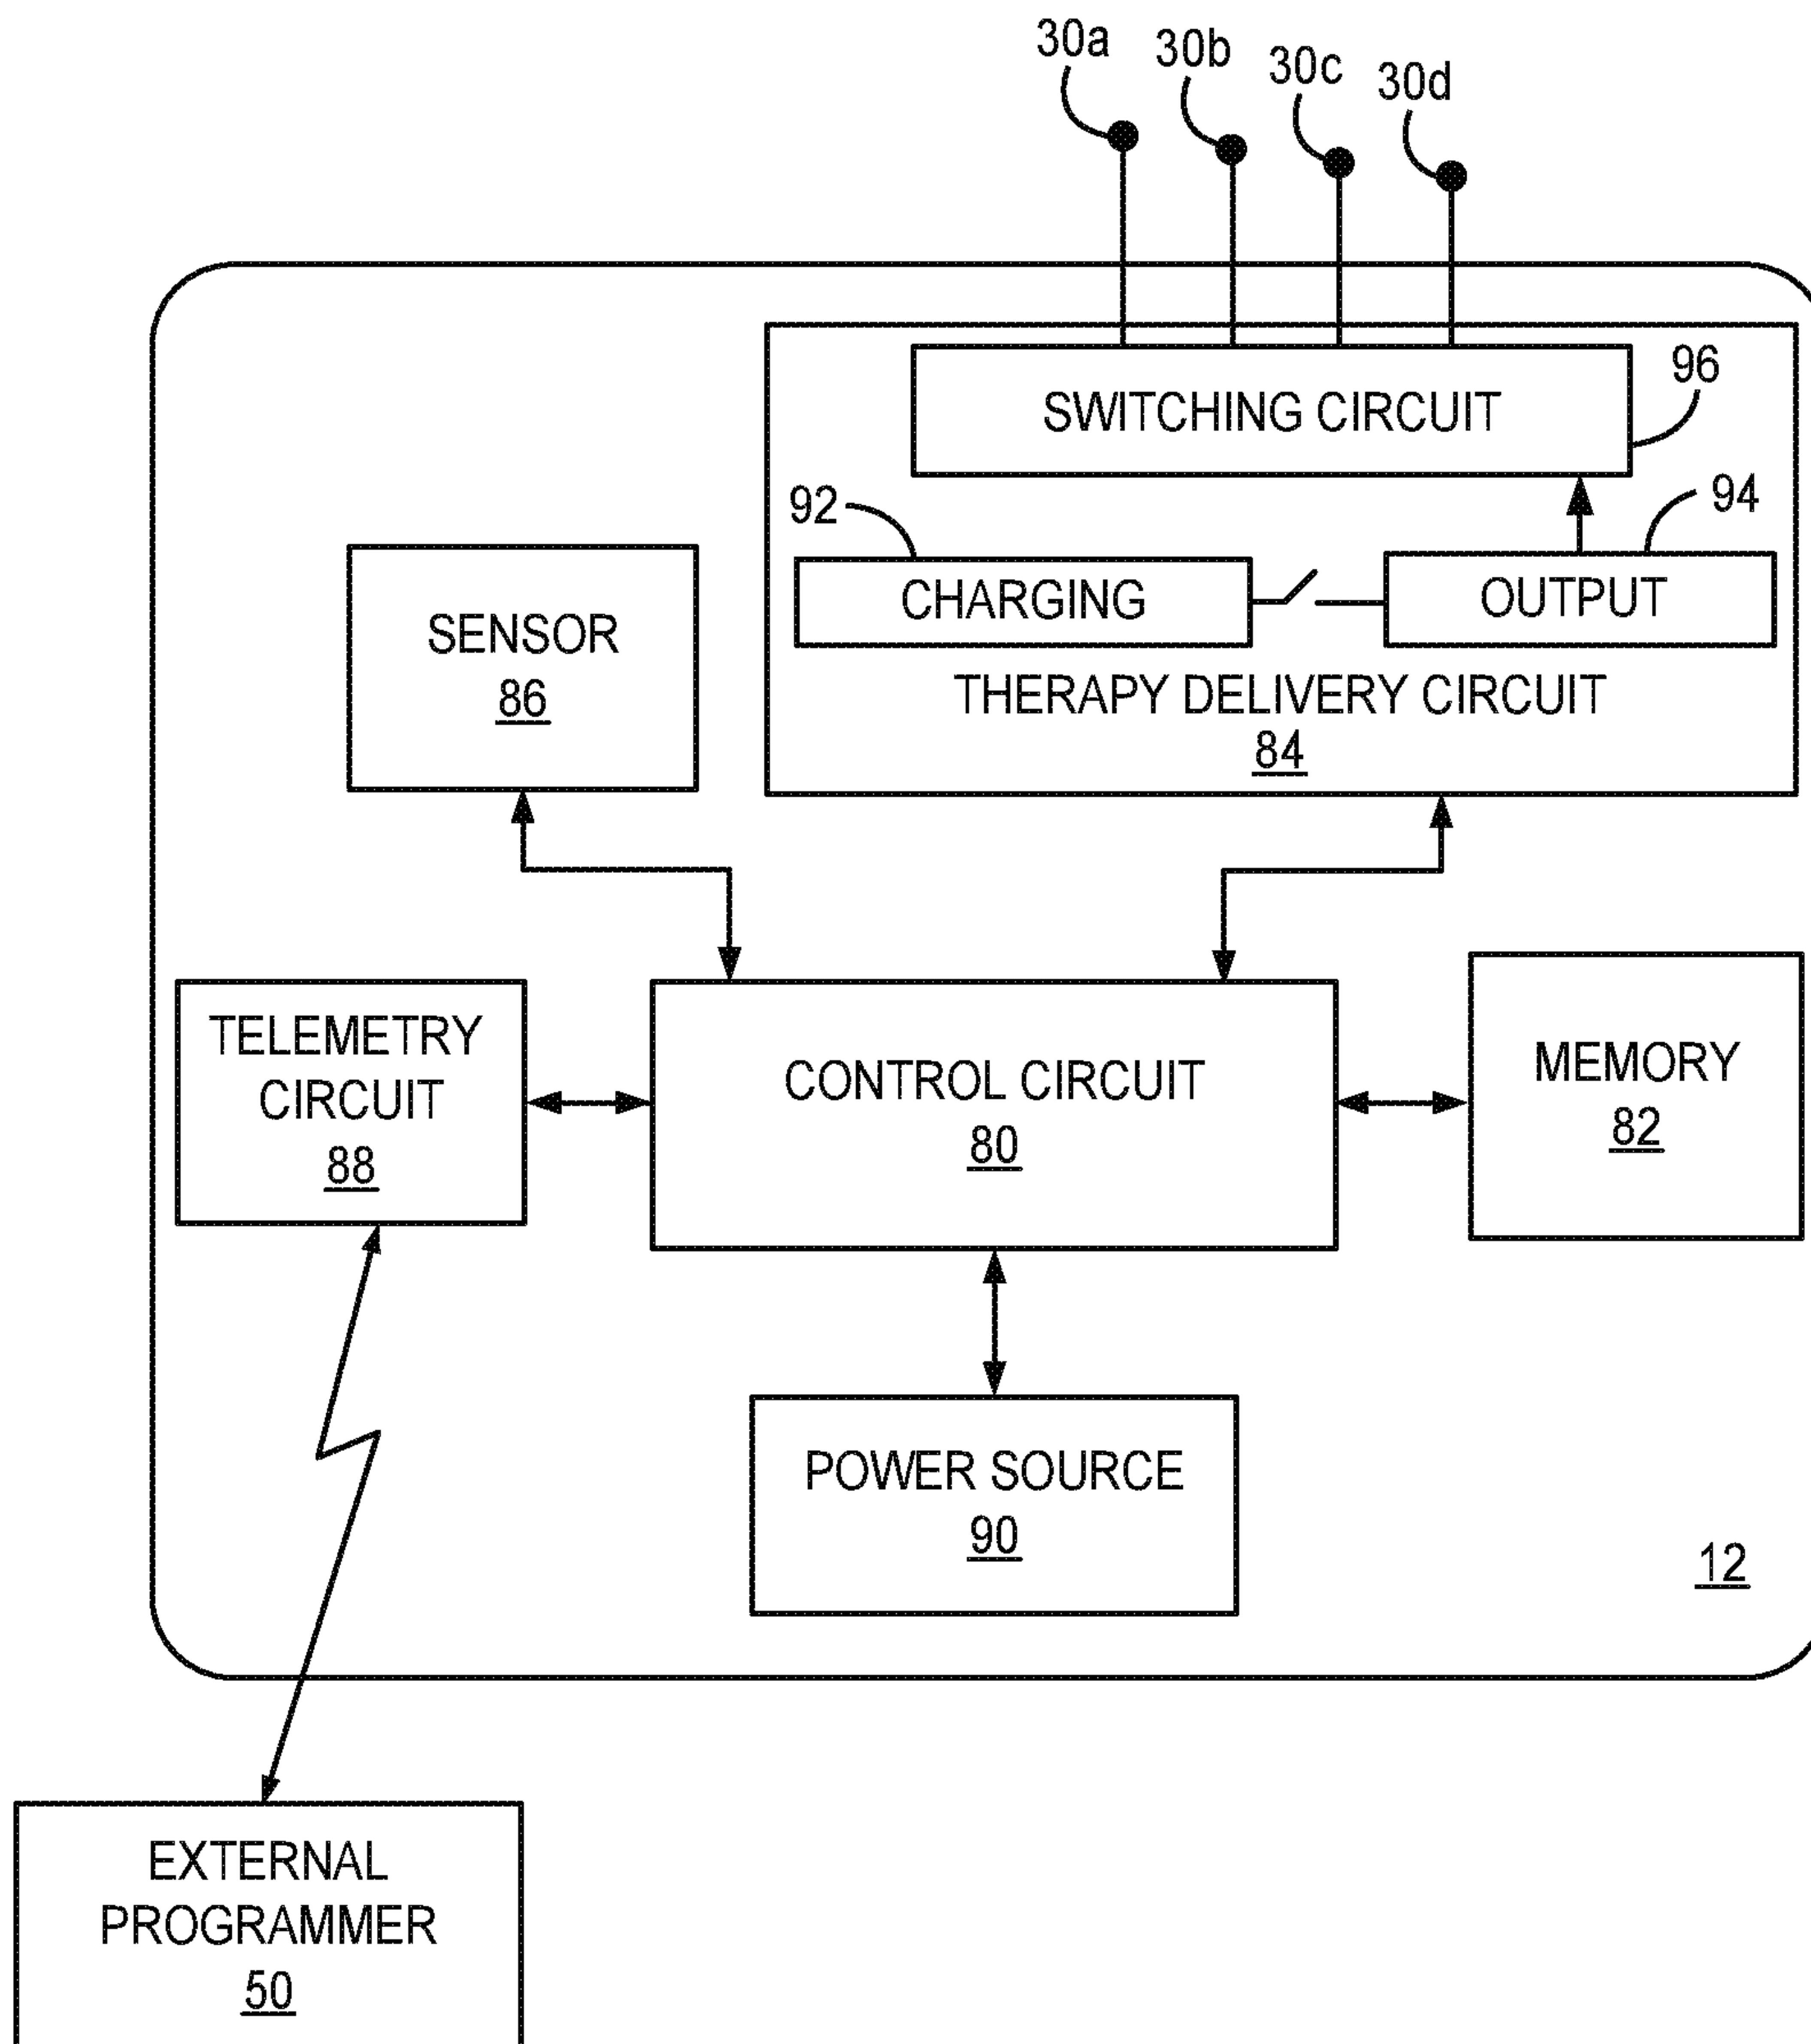 30a
30b
30c
30d
SWITCHING CIRCUIT
96
92
94
CHARGING
OUTPUT
THERAPY DELIVERY CIRCUIT
84
SENSOR
86
TELEMETRY
CIRCUIT
88
CONTROL CIRCUIT
80
MEMORY
82
POWER SOURCE
90
12
EXTERNAL
PROGRAMMER
50